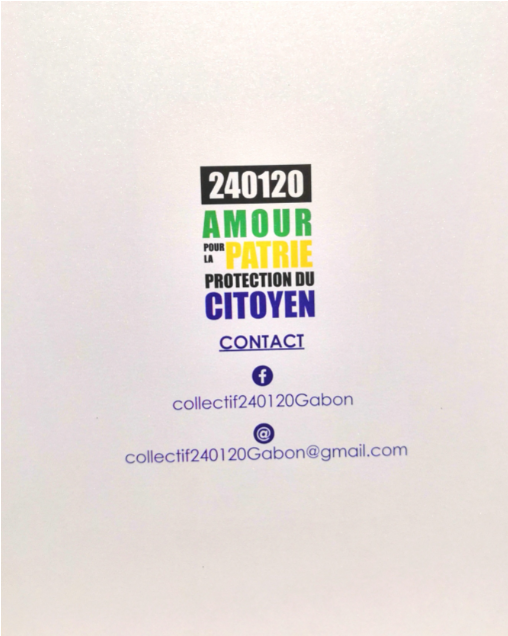 240120
AMOUR
POUR LA PATRIE
PROTECTION DU
CITOYEN
CONTACT
collectif240120Gabon
@
collectif240120Gabon@gmail.com